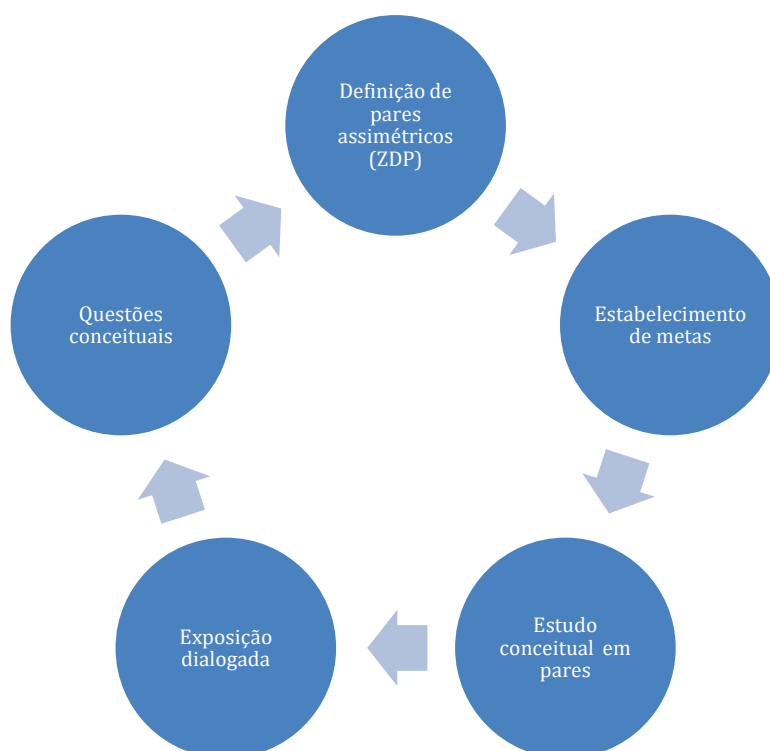 Definição de
pares
assimétricos
(ZDP)
Estabelecimento
de metas
Estudo
conceitual em
pares
Exposição
dialogada
Questões
conceituais